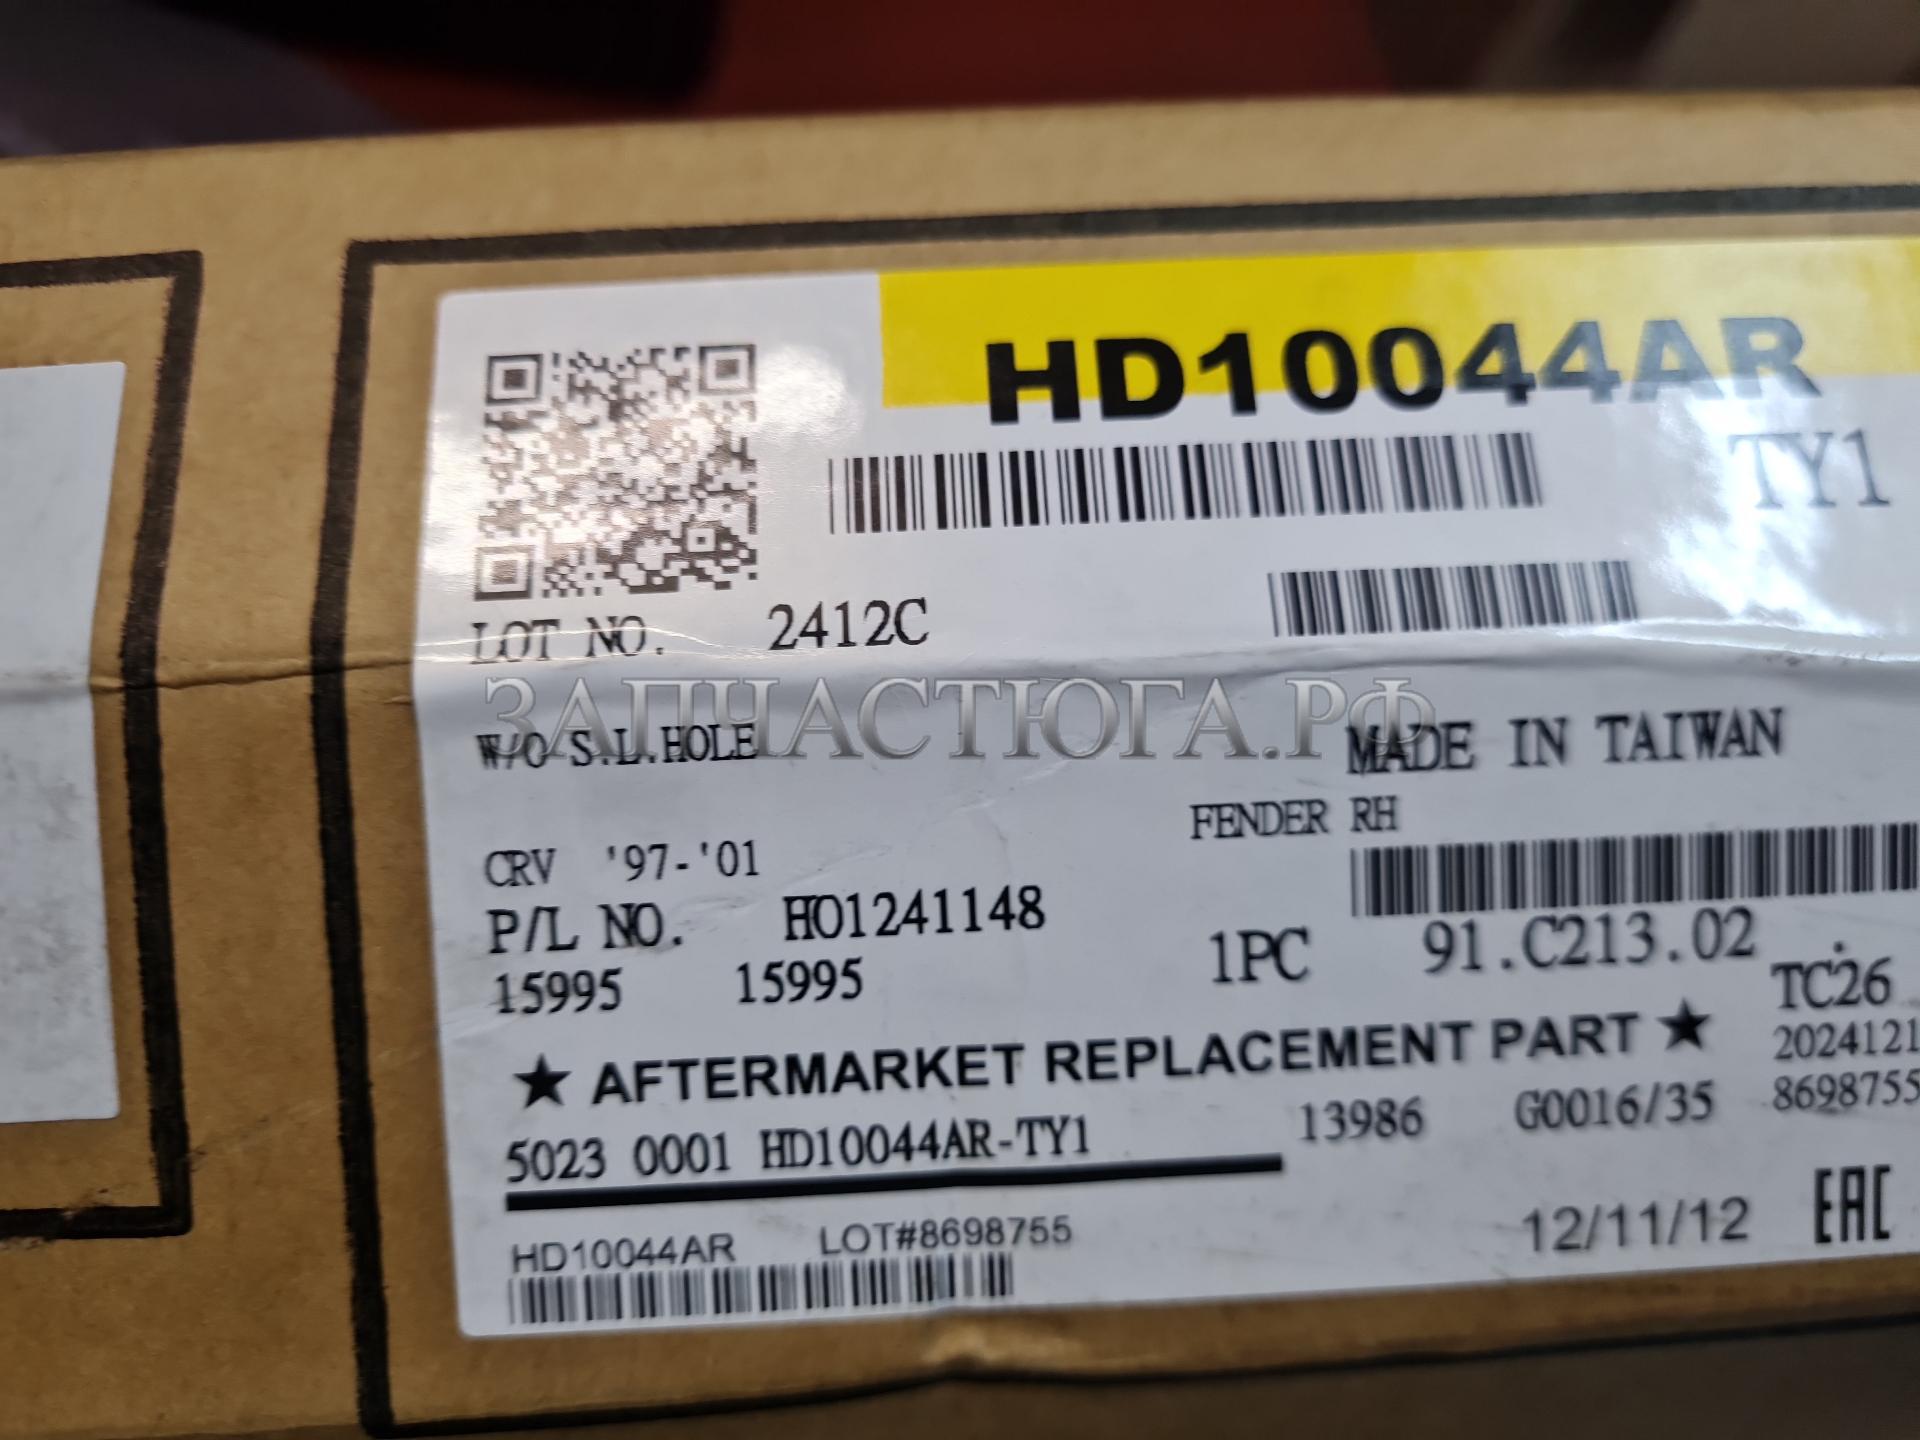 HD10044AR
TY1
LOT NO. 2412C
ЗАПЧАСТЮГА.РФ
W/O S.L.HOLE
MADE IN TAIWAN
FENDER RH
CRV '97-'01
P/L NO. HO1241148
1PC 91.C213.02
15995 15995
TC26
★ AFTERMARKET REPLACEMENT PART ★
2024121
5023 0001 HD10044AR-TY1 13986 G0016/35 8698755
HD10044AR LOT#8698755
12/11/12 EAC